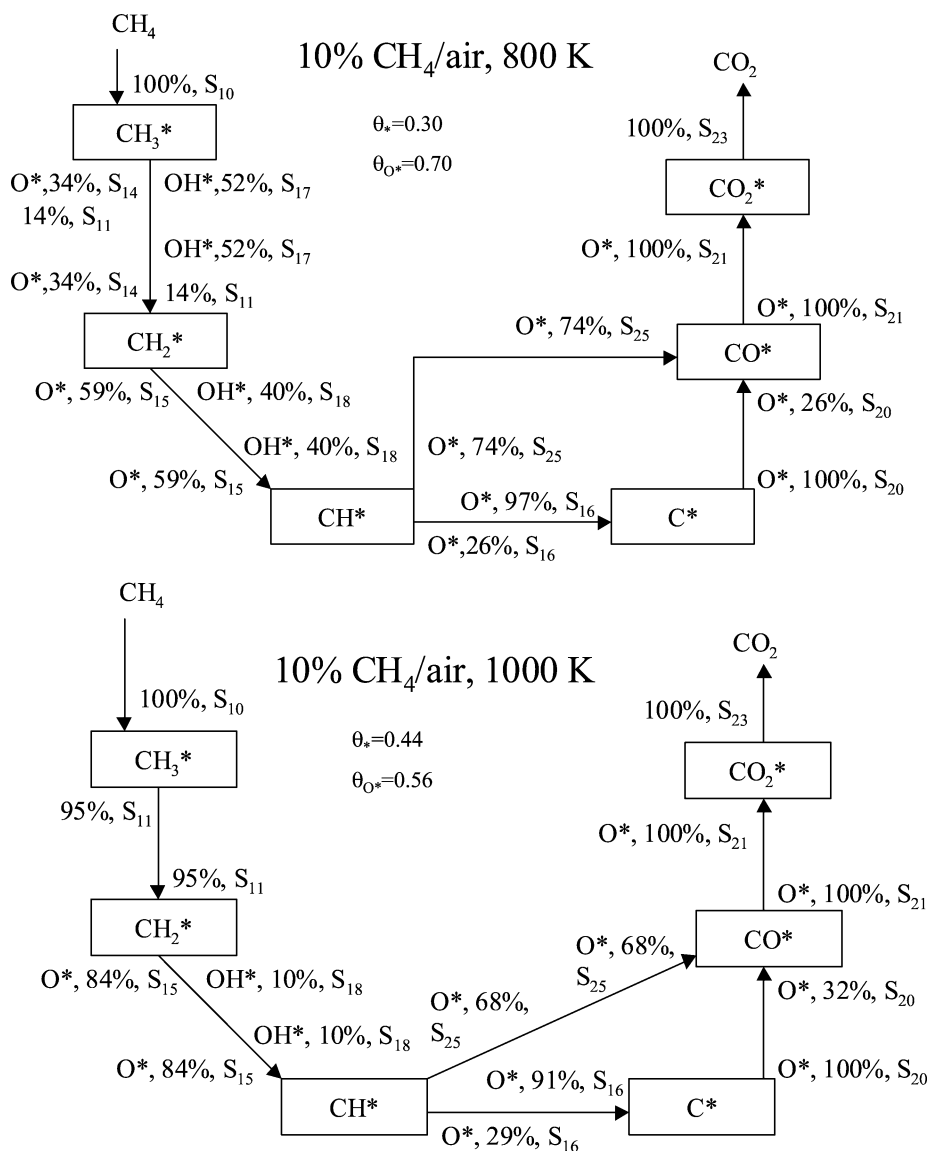 CH₄
10% CH₄/air, 800 K
CO₂
100%, S₁₀
θ*=0.30
CH₃*
100%, S₂₃
θO*=0.70
O*,34%, S₁₄
OH*,52%, S₁₇
CO₂*
14%, S₁₁
OH*,52%, S₁₇
O*, 100%, S₂₁
O*,34%, S₁₄
14%, S₁₁
O*, 100%, S₂₁
O*, 74%, S₂₅
CH₂*
CO*
O*, 59%, S₁₅
OH*, 40%, S₁₈
O*, 26%, S₂₀
OH*, 40%, S₁₈
O*, 74%, S₂₅
O*, 59%, S₁₅
O*, 100%, S₂₀
O*, 97%, S₁₆
CH*
C*
O*,26%, S₁₆
CH₄
10% CH₄/air, 1000 K
CO₂
100%, S₁₀
100%, S₂₃
θ*=0.44
CH₃*
CO₂*
θO*=0.56
95%, S₁₁
O*, 100%, S₂₁
95%, S₁₁
O*, 100%, S₂₁
CH₂*
CO*
O*, 68%,
S₂₅
O*, 84%, S₁₅
OH*, 10%, S₁₈
O*, 32%, S₂₀
O*, 68%,
S₂₅
OH*, 10%, S₁₈
O*, 84%, S₁₅
O*, 100%, S₂₀
O*, 91%, S₁₆
CH*
C*
O*, 29%, S₁₆